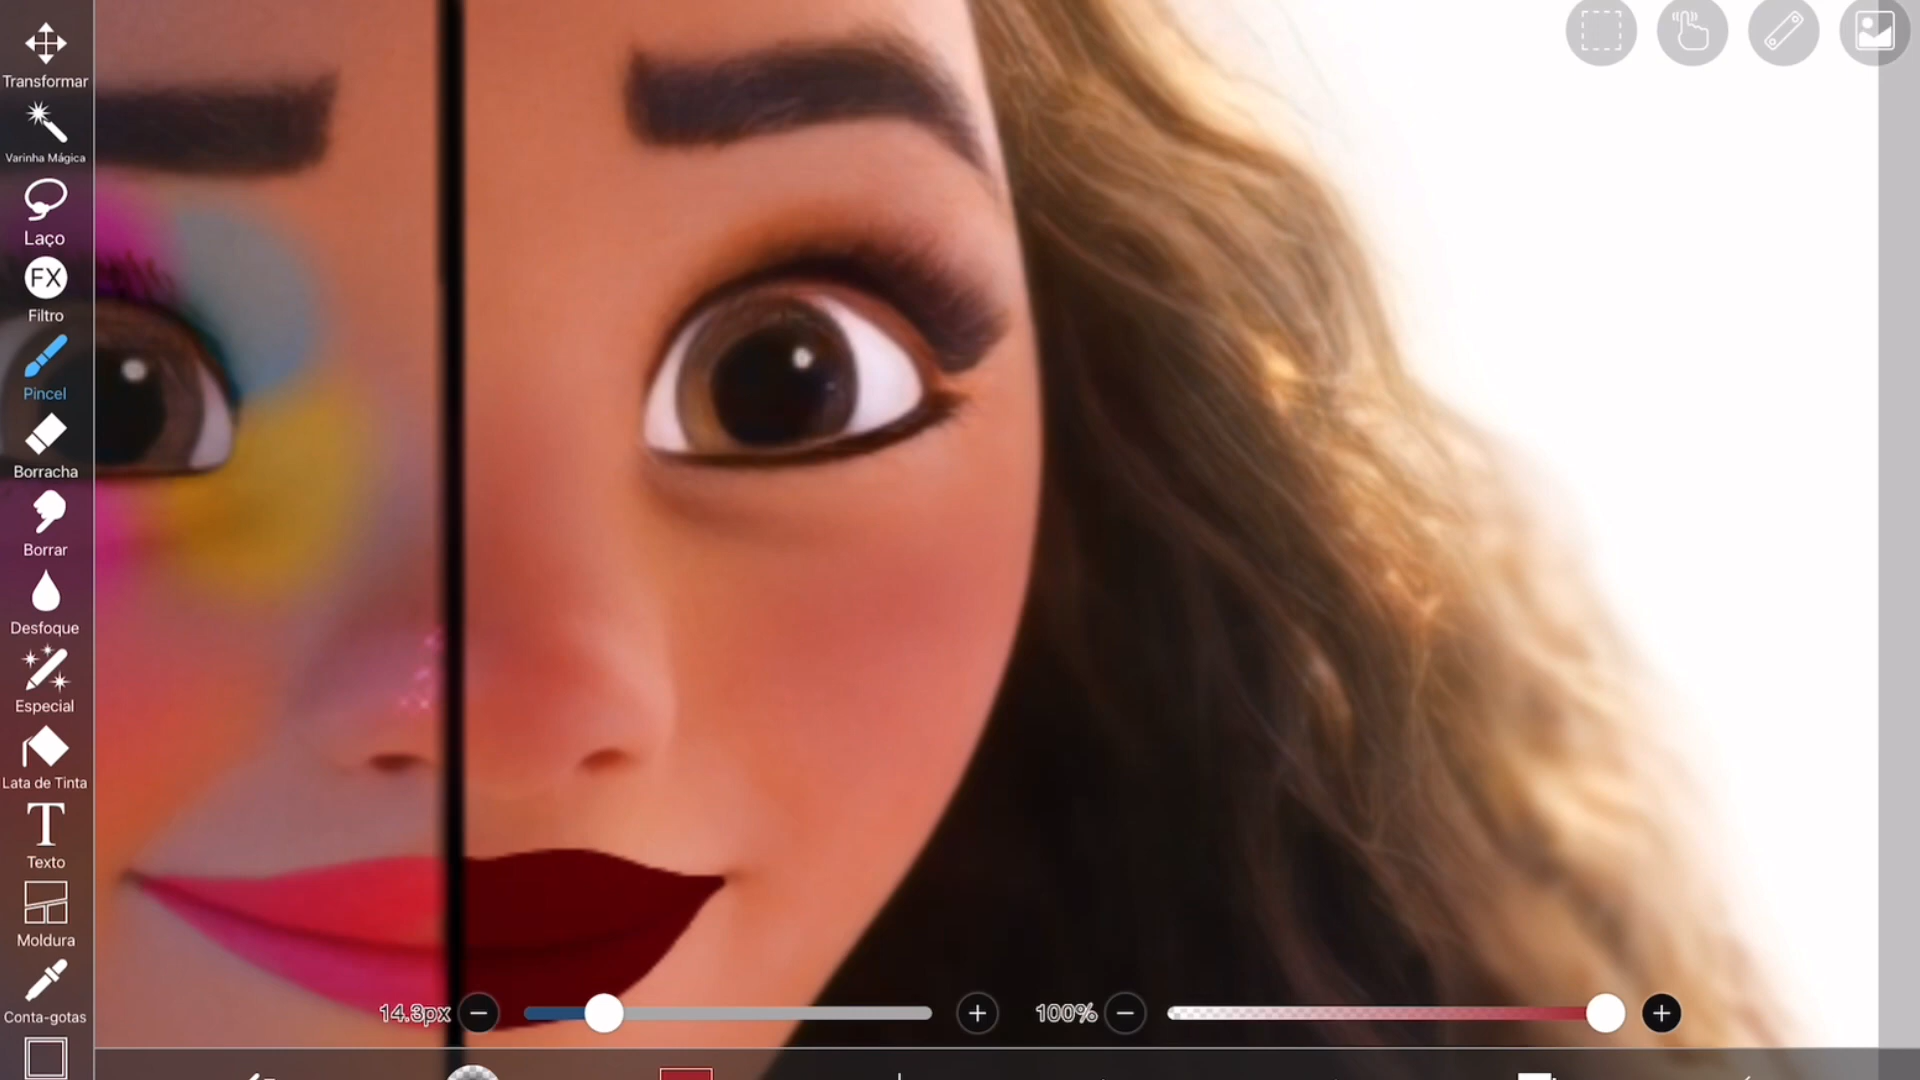 Transformar
Varinha Mágica
Laço
FX
Filtro
Pincel
Borracha
Borrar
Desfoque
Especial
Lata de Tinta
T
Texto
Moldura
Conta-gotas
14.3px
100%